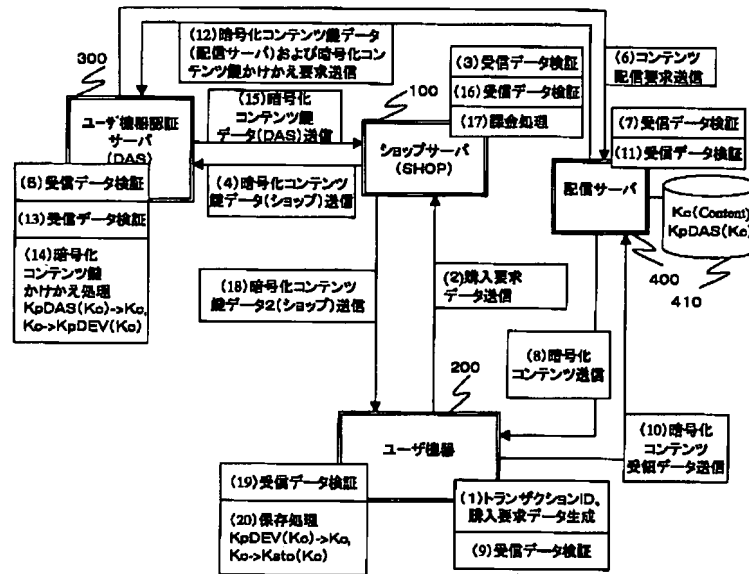 (12)暗号化コンテンツ鍵データ
(配信サーバ)および暗号化コン
テンツ鍵かけかえ要求送信
300
ユーザ機器認証
サーバ
(DAS)
(15)暗号化
コンテンツ鍵
データ(DAS)送信
(4)暗号化コンテンツ
鍵データ(ショップ)送信
100
(3)受信データ検証
(16)受信データ検証
(17)課金処理
ショップサーバ
(SHOP)
(6)コンテンツ
配信要求送信
(7)受信データ検証
(11)受信データ検証
配信サーバ
Kc(Content)
KpDAS(Kc)
400
410
(5)受信データ検証
(13)受信データ検証
(14)暗号化
コンテンツ鍵
かけかえ処理
KpDAS(Kc)->Kc,
Kc->KpDEV(Kc)
(18)暗号化コンテンツ
鍵データ2(ショップ)送信
(2)購入要求
データ送信
(8)暗号化
コンテンツ送信
200
ユーザ機器
(10)暗号化
コンテンツ
受領データ送信
(19)受信データ検証
(20)保存処理
KpDEV(Kc)->Kc,
Kc->Ksto(Kc)
(1)トランザクションID、
購入要求データ生成
(9)受信データ検証